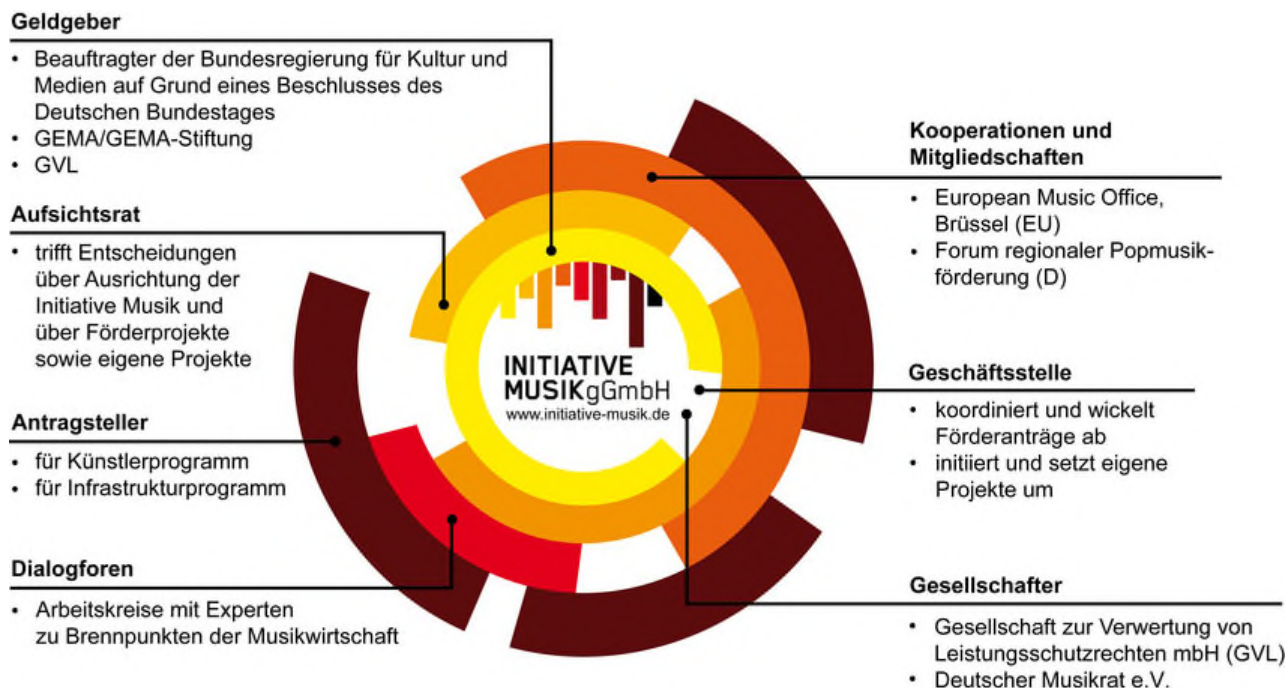 Geldgeber
• Beauftragter der Bundesregierung für Kultur und
Medien auf Grund eines Beschlusses des
Deutschen Bundestages
• GEMA/GEMA-Stiftung
• GVL
Aufsichtsrat
• trifft Entscheidungen
über Ausrichtung der
Initiative Musik und
über Förderprojekte
sowie eigene Projekte
Antragsteller
• für Künstlerprogramm
• für Infrastrukturprogramm
Dialogforen
• Arbeitskreise mit Experten
zu Brennpunkten der Musikwirtschaft
INITIATIVE
MUSIKgGmbH
www.initiative-musik.de
Kooperationen und
Mitgliedschaften
• European Music Office,
Brüssel (EU)
• Forum regionaler Popmusik-
förderung (D)
Geschäftsstelle
• koordiniert und wickelt
Förderanträge ab
• initiiert und setzt eigene
Projekte um
Gesellschafter
• Gesellschaft zur Verwertung von
Leistungsschutzrechten mbH (GVL)
• Deutscher Musikrat e.V.